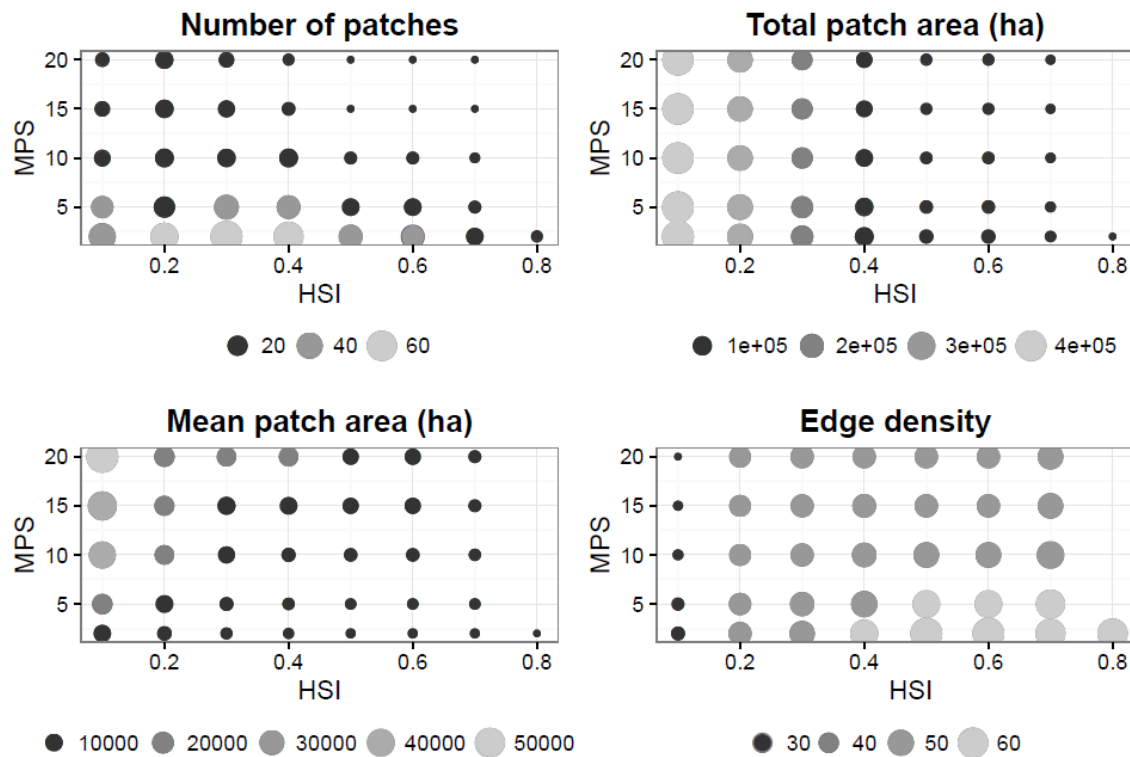 Number of patches
MPS
20
15
10
5
0.2 0.4 0.6 0.8
HSI
20 40 60
Total patch area (ha)
MPS
20
15
10
5
0.2 0.4 0.6 0.8
HSI
1e+05 2e+05 3e+05 4e+05
Mean patch area (ha)
MPS
20
15
10
5
0.2 0.4 0.6 0.8
HSI
10000 20000 30000 40000 50000
Edge density
MPS
20
15
10
5
0.2 0.4 0.6 0.8
HSI
30 40 50 60